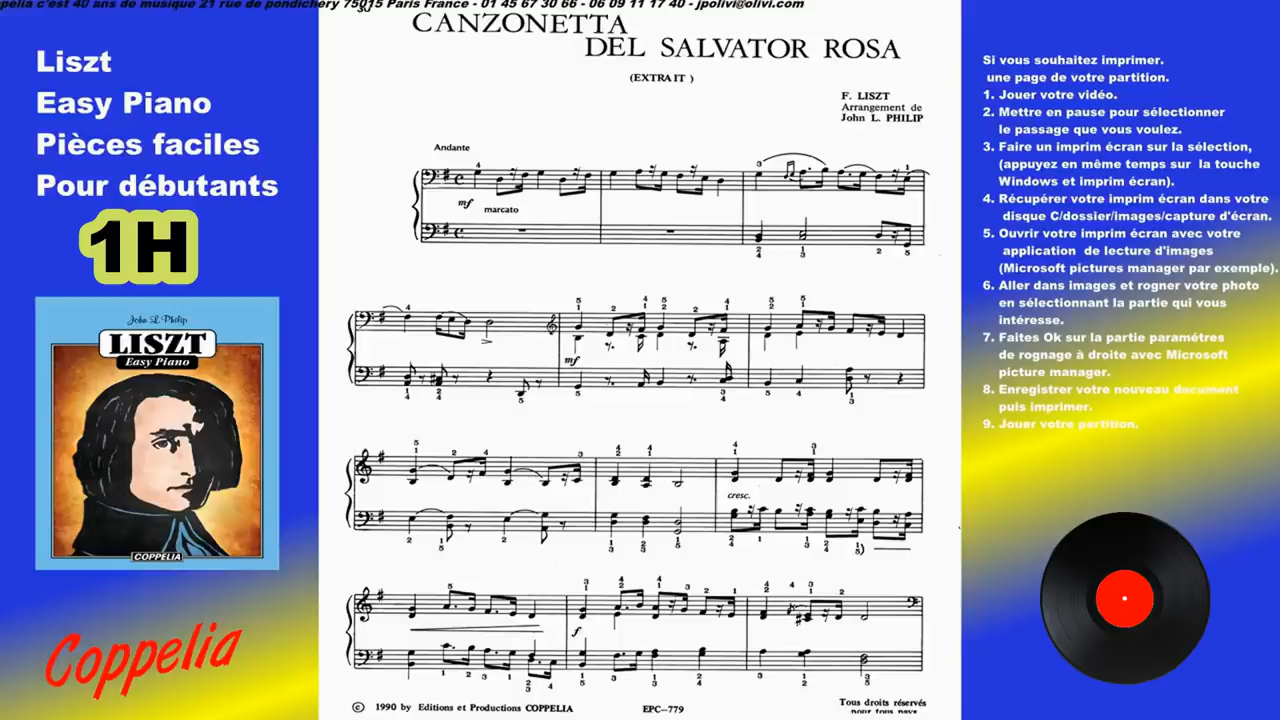 pelia c'est 40 ans de musique 21 rue de pondichéry 75015 Paris France - 01 45 67 30 66 - 06 09 11 17 40 - jpolivi@olivi.com
Liszt
Easy Piano
Pièces faciles
Pour débutants
1H
John L. Philip
LISZT
Easy Piano
COPPELIA
Coppelia
CANZONETTA
DEL SALVATOR ROSA
(EXTRAIT )
F. LISZT
Arrangement de
John L. PHILIP
Andante
mf
marcato
mf
cresc.
f
© 1990 by Editions et Productions COPPELIA
EPC—779
Tous droits réservés
pour tous pays
Si vous souhaitez imprimer.
une page de votre partition.
1. Jouer votre vidéo.
2. Mettre en pause pour sélectionner
le passage que vous voulez.
3. Faire un imprim écran sur la sélection,
(appuyez en même temps sur la touche
Windows et imprim écran).
4. Récupérer votre imprim écran dans votre
disque C/dossier/images/capture d'écran.
5. Ouvrir votre imprim écran avec votre
application de lecture d'images
(Microsoft pictures manager par exemple).
6. Aller dans images et rogner votre photo
en sélectionnant la partie qui vous
intéresse.
7. Faites Ok sur la partie paramétres
de rognage à droite avec Microsoft
picture manager.
8. Enregistrer votre nouveau document
puis imprimer.
9. Jouer votre partition.